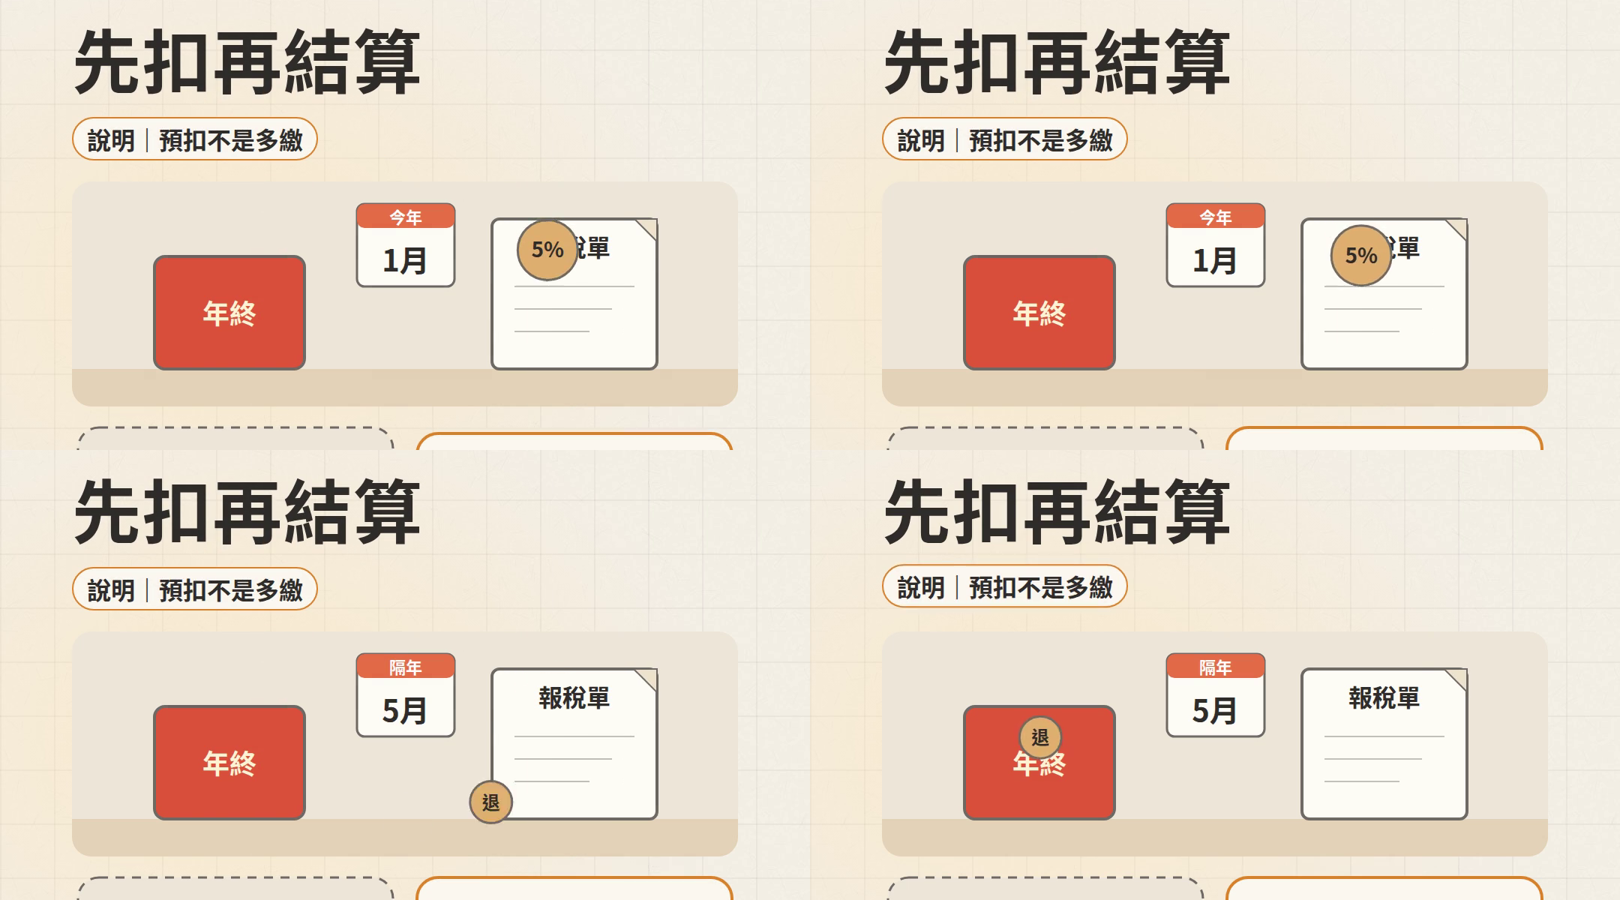 先扣再結算
說明｜預扣不是多繳
今年
1月
5%
單
年終
先扣再結算
說明｜預扣不是多繳
今年
1月
5%
單
年終
先扣再結算
說明｜預扣不是多繳
隔年
5月
報稅單
年終
退
先扣再結算
說明｜預扣不是多繳
隔年
5月
報稅單
退
年終